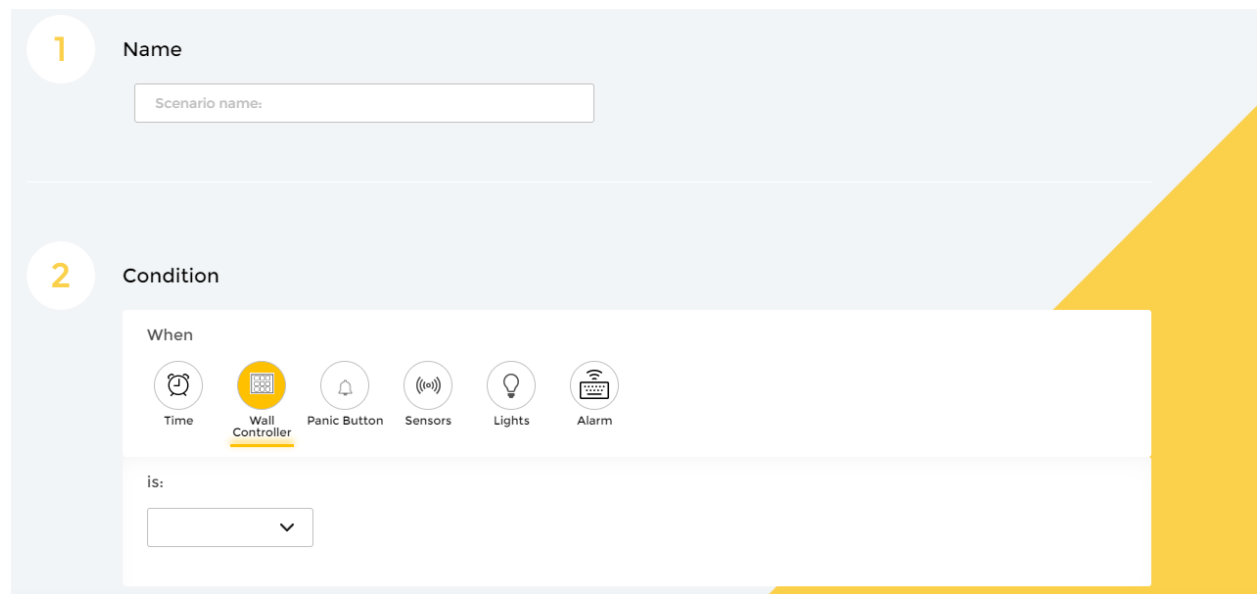 1
Name
Scenario name:
2
Condition
When
Time
Wall
Controller
Panic Button
Sensors
Lights
Alarm
is: